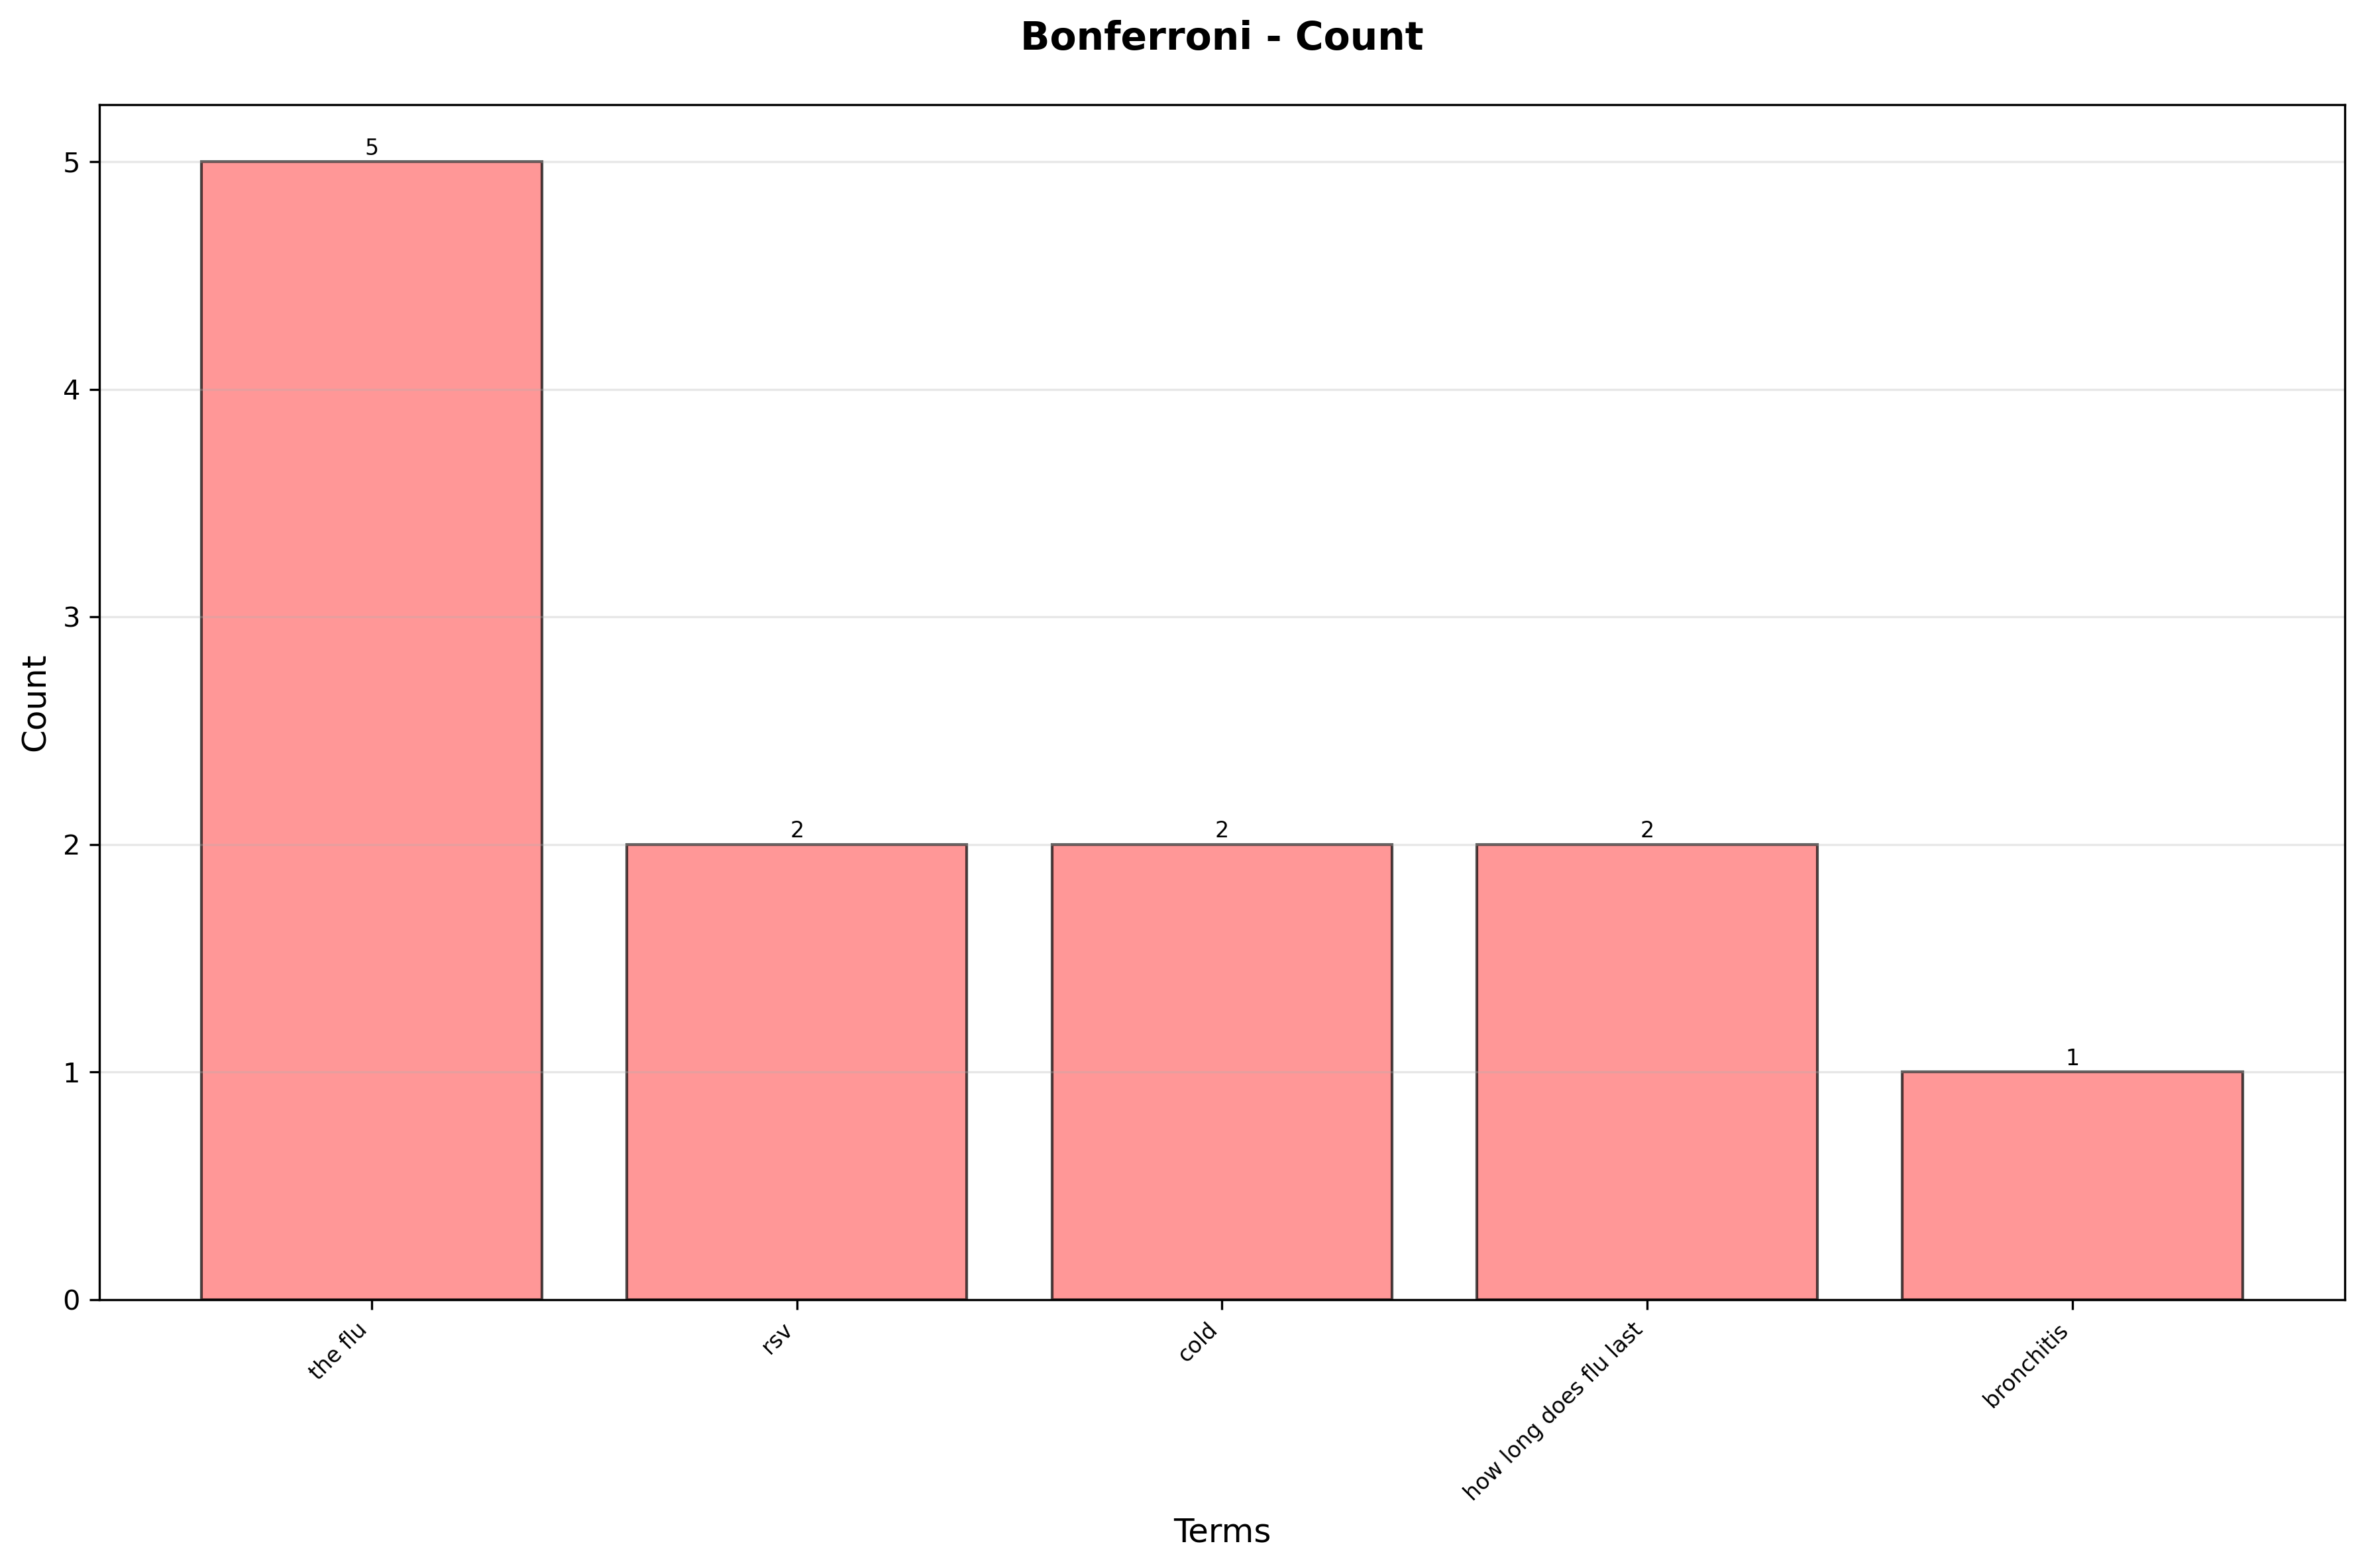 Bonferroni - Count
Count
5
4
3
2
1
0
5
2
2
2
1
the flu
rsv
cold
how long does flu last
bronchitis
Terms